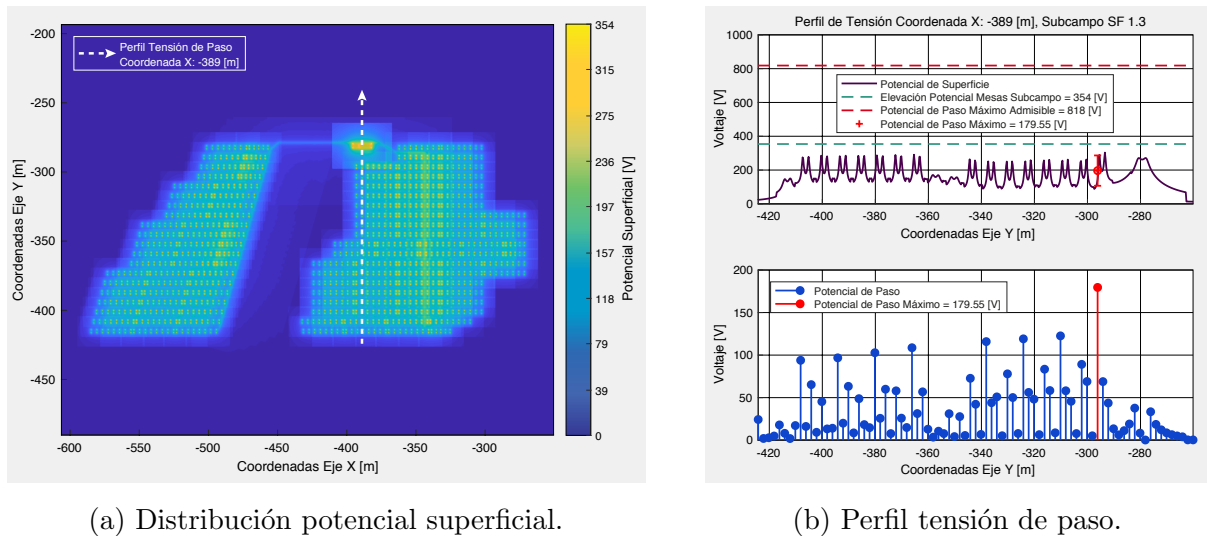 Perfil Tensión de Paso
Coordenada X: -389 [m]
-200
-250
-300
-350
-400
-450
Coordenadas Eje Y [m]
-600
-500
-400
-300
Coordenadas Eje X [m]
354
315
275
236
197
157
118
79
39
0
Potencial Superficial [V]
(a) Distribución potencial superficial.
Perfil de Tensión Coordenada X: -389 [m], Subcampo SF 1.3
1000
800
600
400
200
0
Voltaje [V]
Potencial de Superficie
Elevación Potencial Mesas Subcampo = 354 [V]
Potencial de Paso Máximo Admisible = 818 [V]
Potencial de Paso Máximo = 179.55 [V]
-420
-400
-380
-360
-340
-320
-300
-280
Coordenadas Eje Y [m]
200
150
100
50
0
Voltaje [V]
Potencial de Paso
Potencial de Paso Máximo = 179.55 [V]
-420
-400
-380
-360
-340
-320
-300
-280
Coordenadas Eje Y [m]
(b) Perfil tensión de paso.